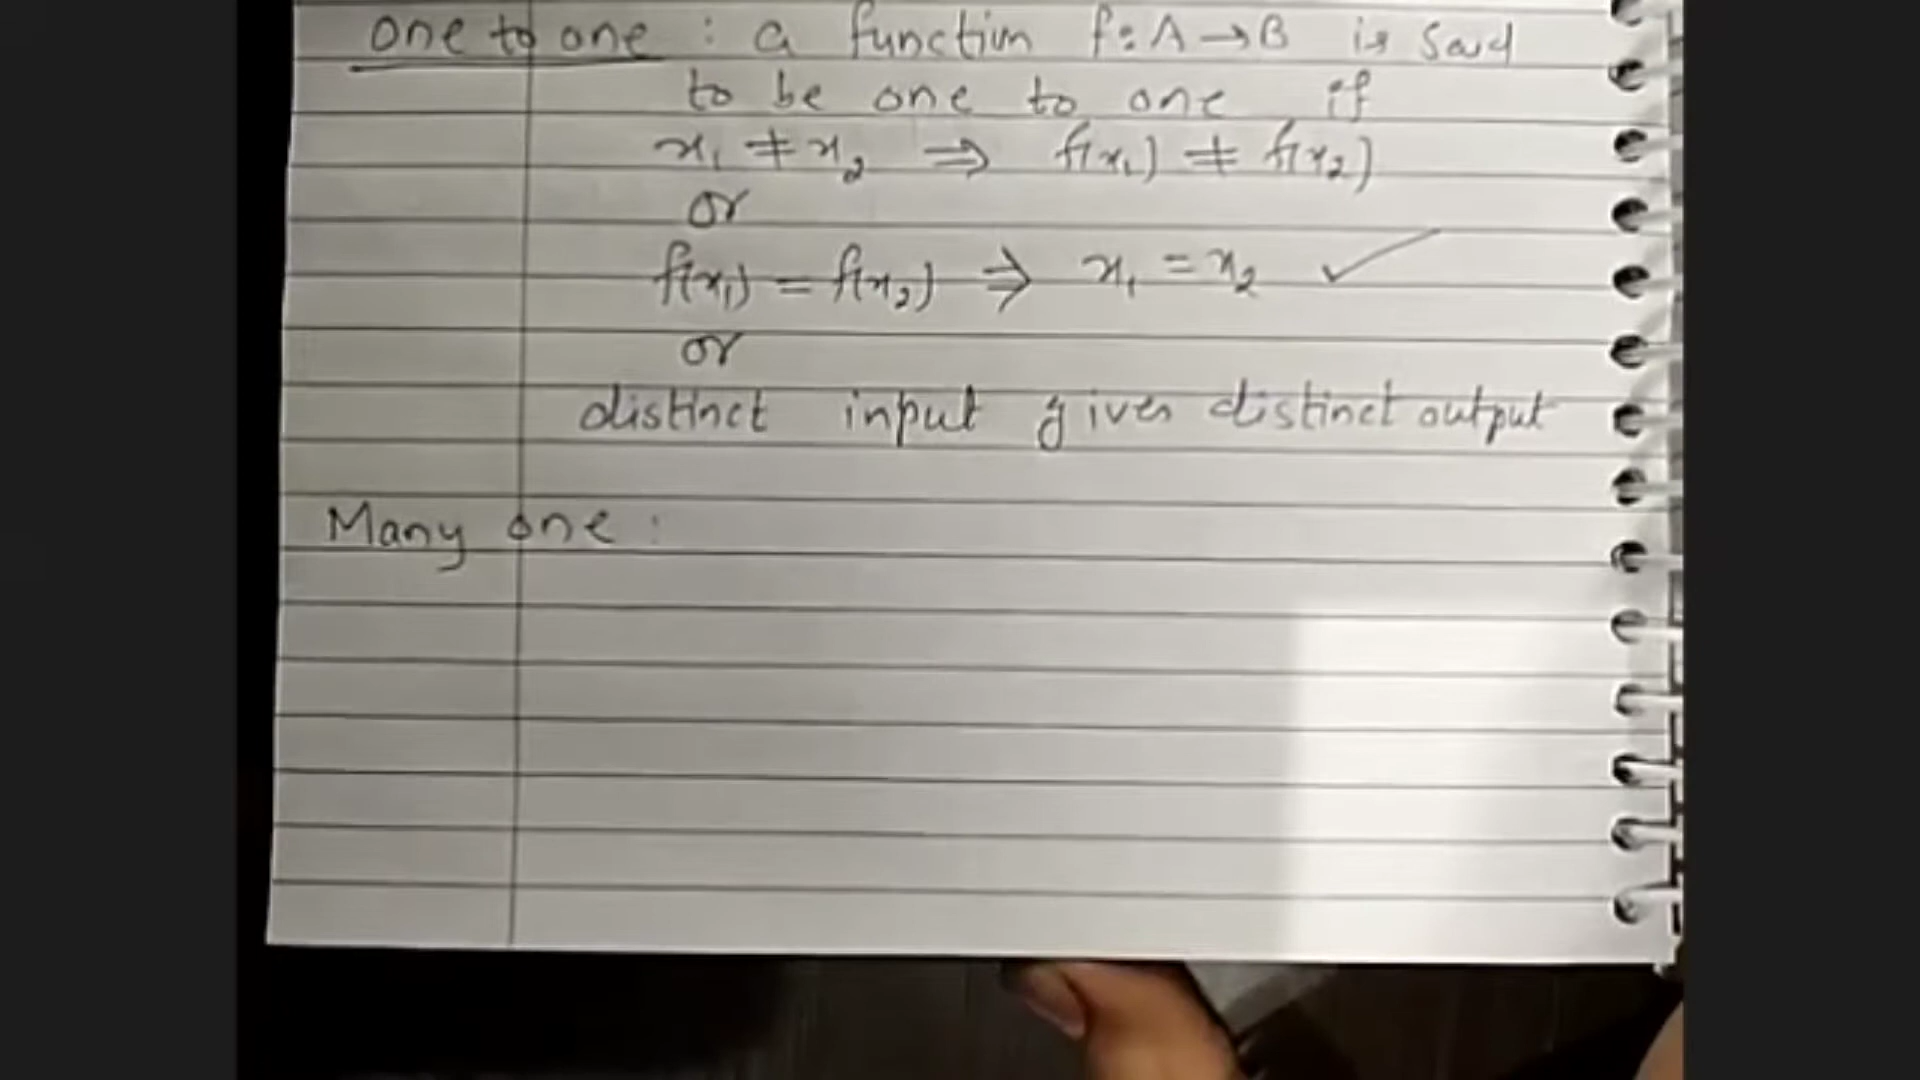 one to one : a function f: A → B is said
to be one to one if
x₁ ≠ x₂ ⇒ f(x₁) ≠ f(x₂)
or
f(x₁) = f(x₂) ⇒ x₁ = x₂ ✓
or
distinct input gives distinct output
Many one :